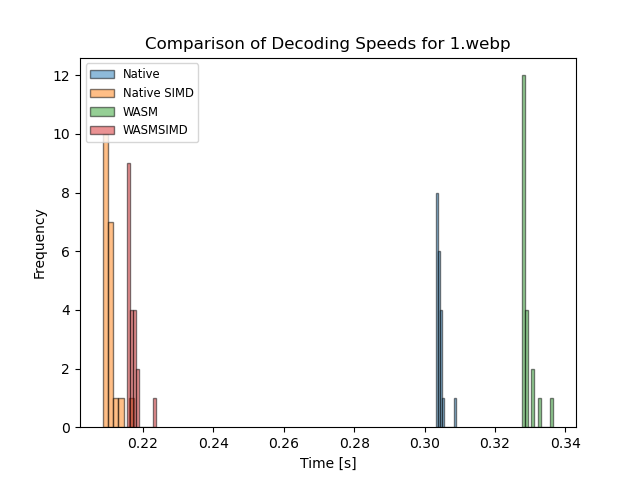 Comparison of Decoding Speeds for 1.webp
Native
Native SIMD
WASM
WASMSIMD
12
10
8
6
4
2
0
Frequency
0.22 0.24 0.26 0.28 0.30 0.32 0.34
Time [s]